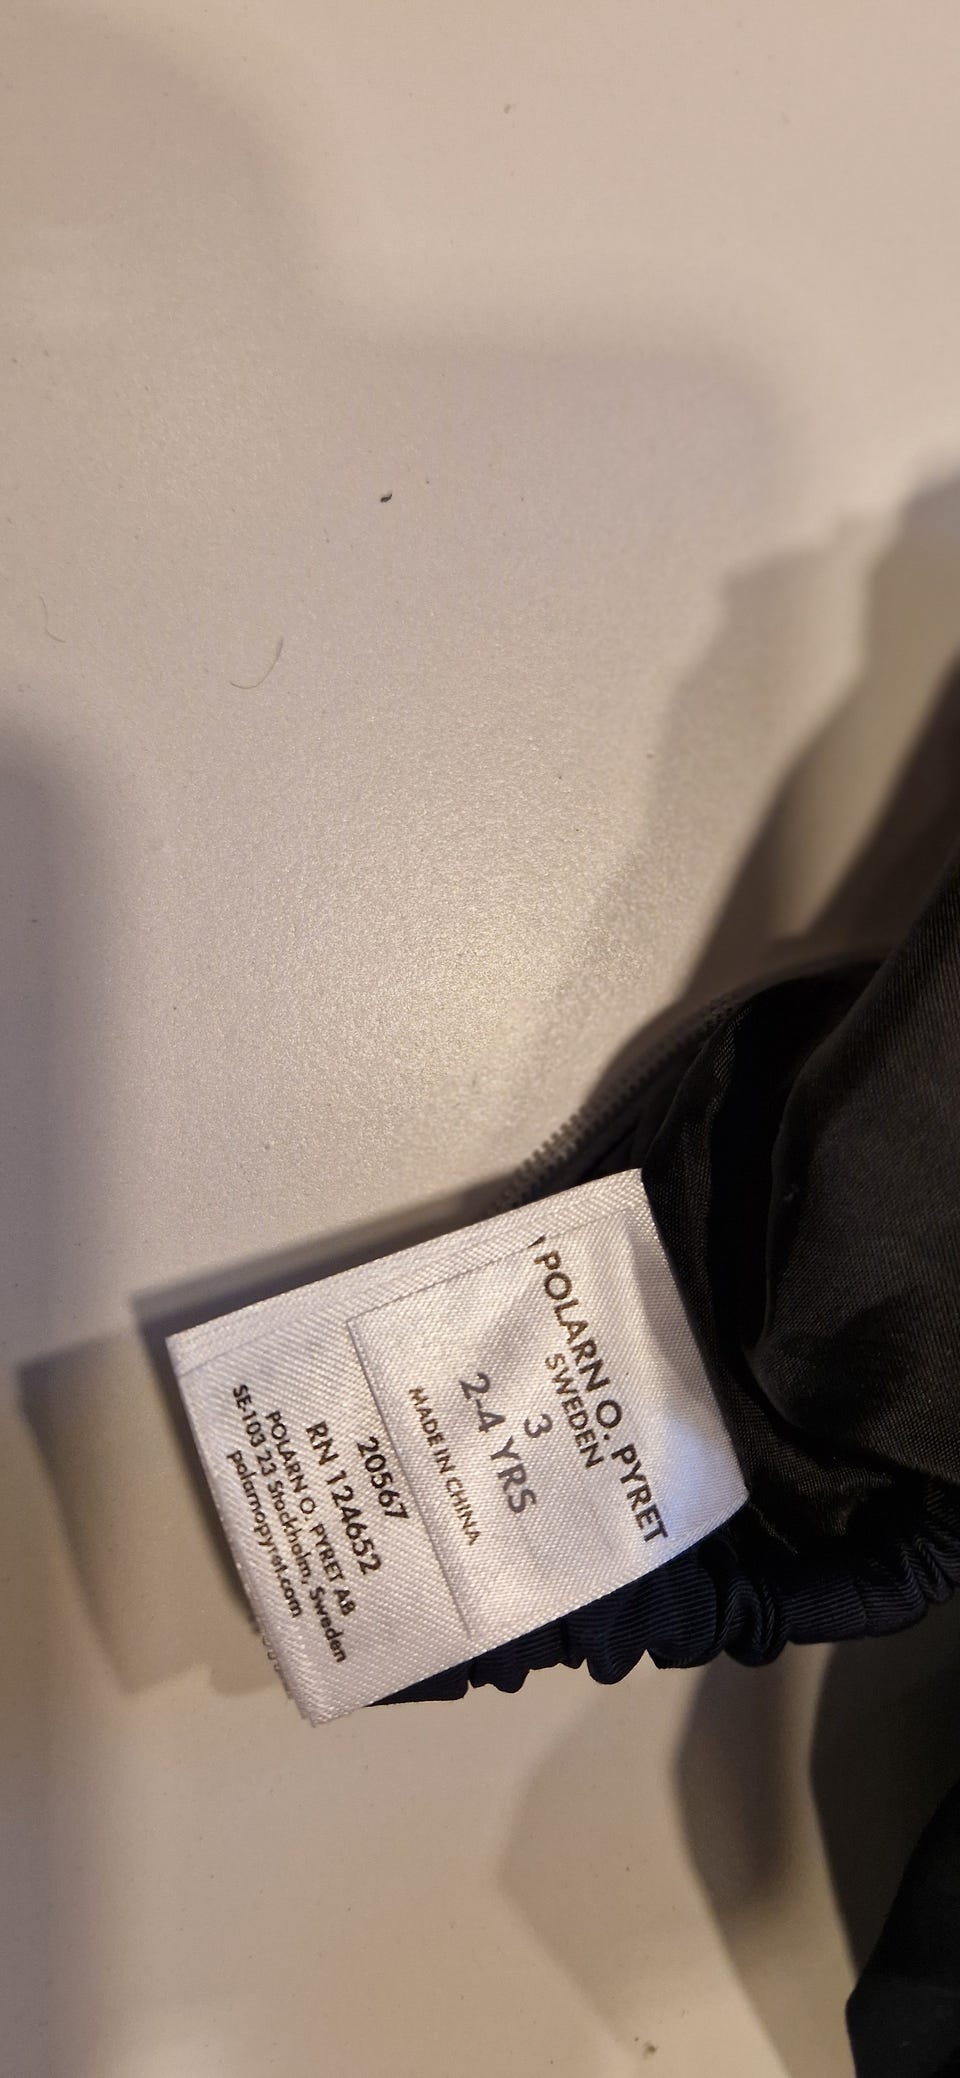 POLARN O. PYRET
SWEDEN
3
2-4 YRS
MADE IN CHINA
20567
RN 124652
POLARN O. PYRET AB
SE-103 23 Stockholm, Sweden
polarnopyret.com